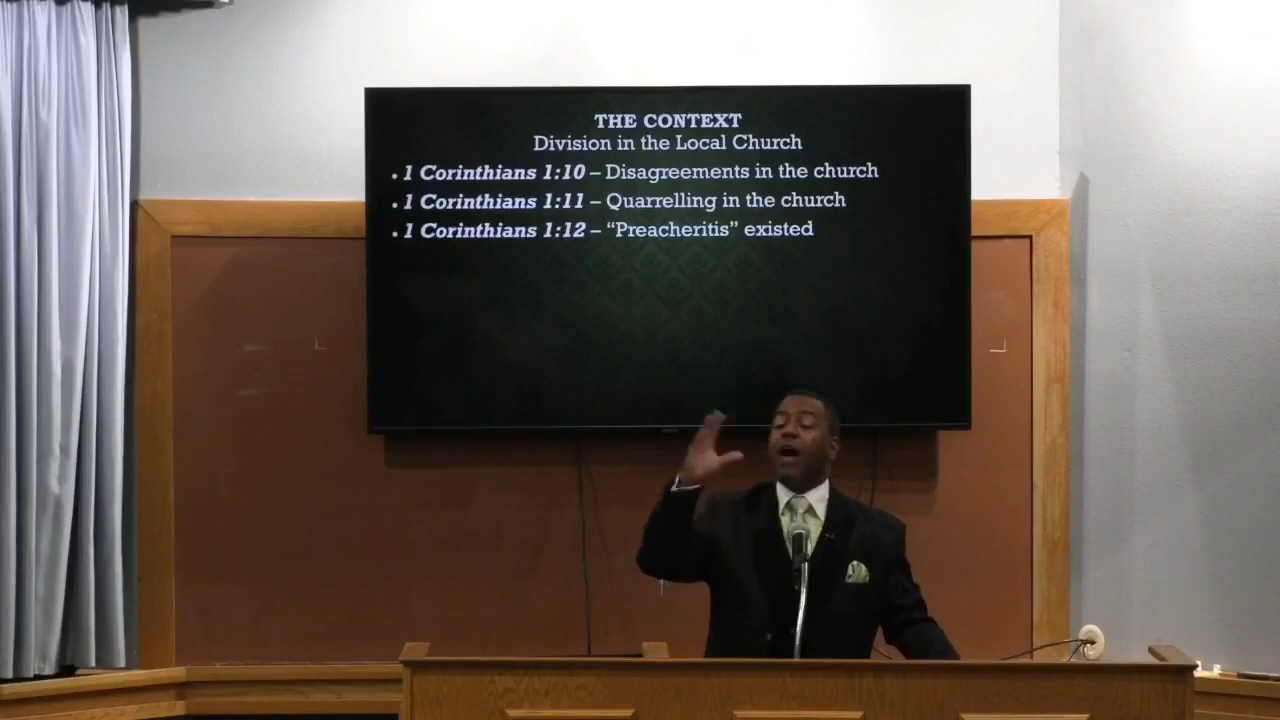 THE CONTEXT
Division in the Local Church
• 1 Corinthians 1:10 – Disagreements in the church
• 1 Corinthians 1:11 – Quarrelling in the church
• 1 Corinthians 1:12 – “Preacheritis” existed